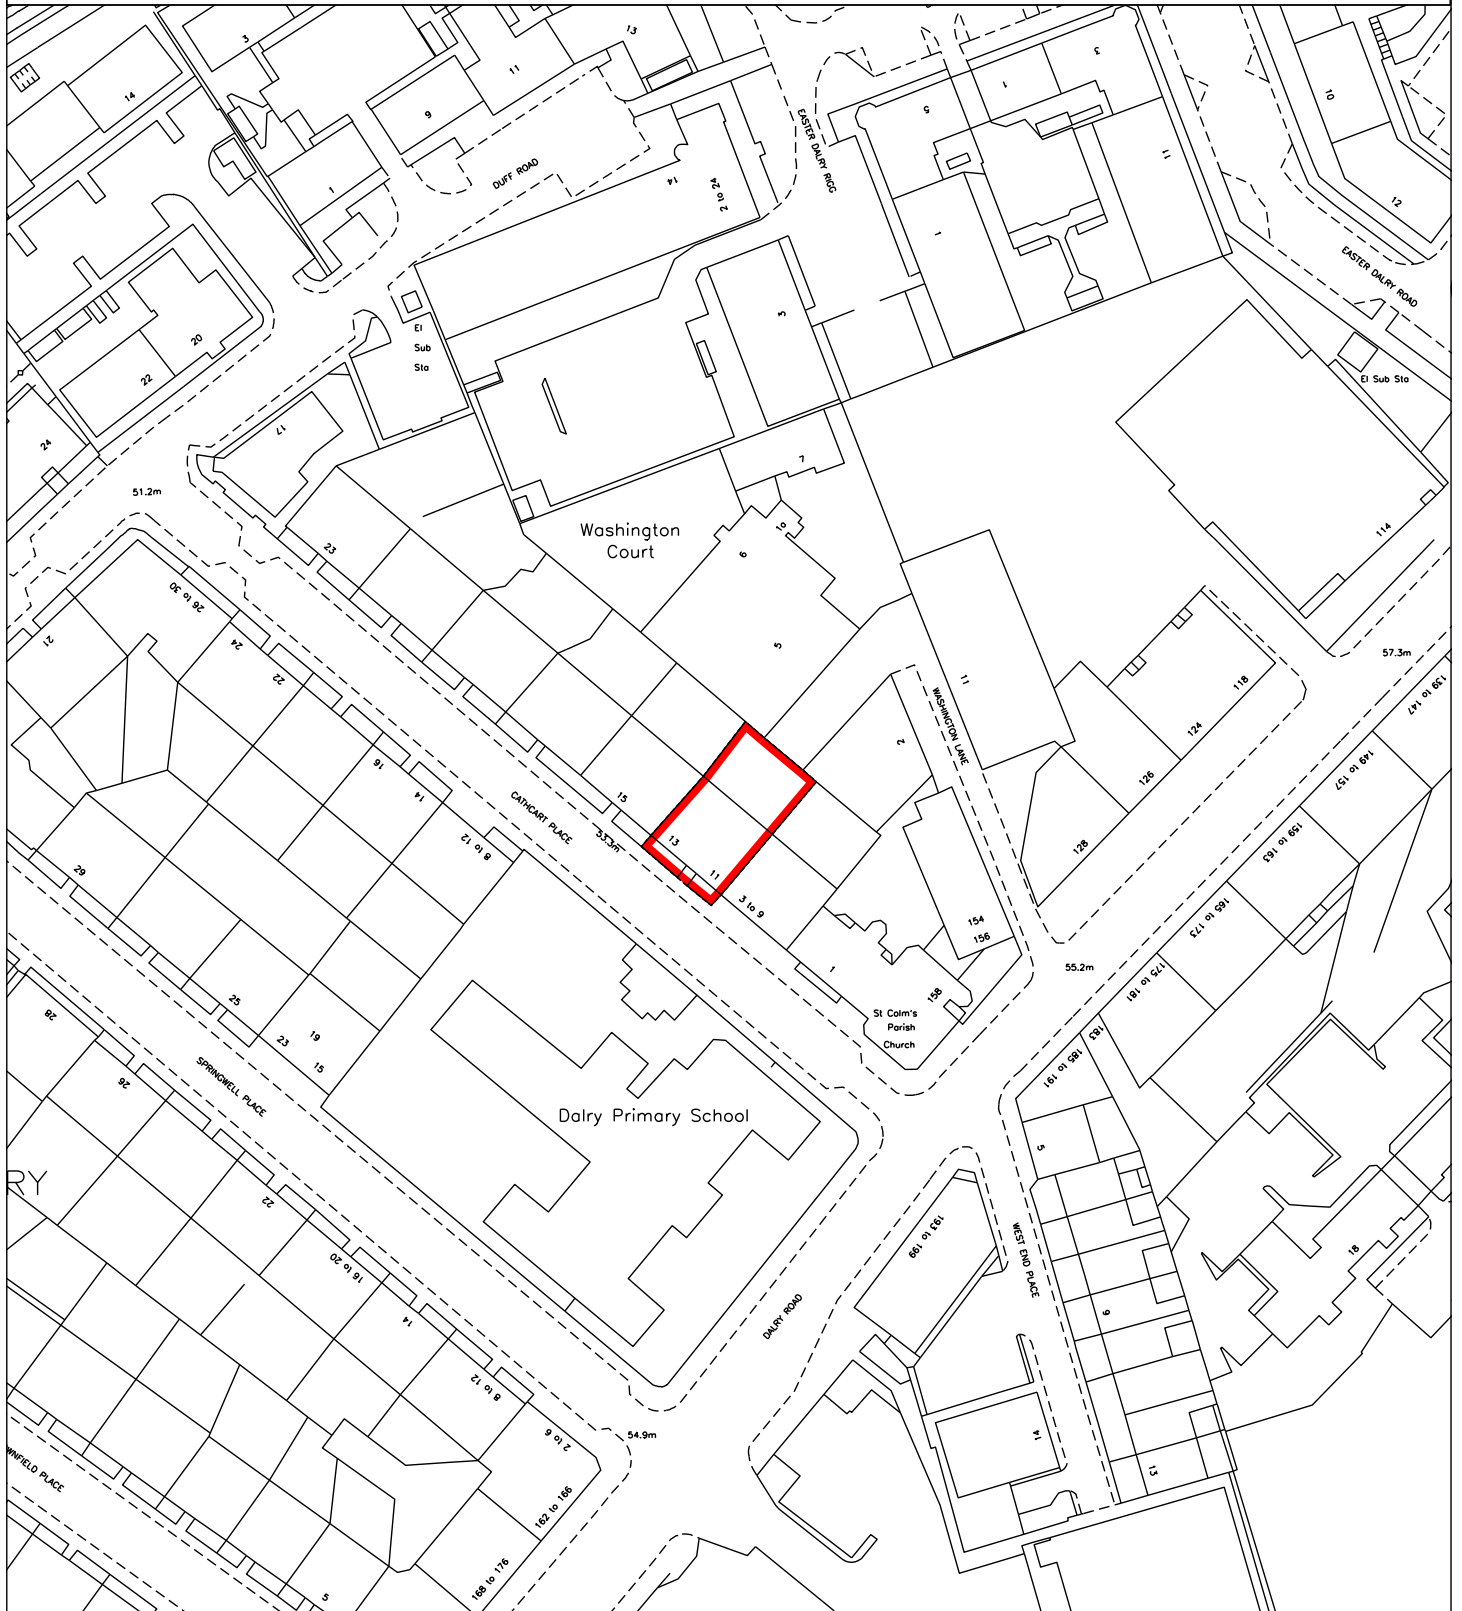 3
13
11
14
9
1
DUFF ROAD
14
2 to 24
EASTER DALRY RIGG
5
1
3
11
1
10
12
EASTER DALRY ROAD
El
Sub
Sta
3
20
22
24
17
El Sub Sta
51.2m
23
7
Washington
Court
1a
6
5
114
26 to 30
21
24
22
57.3m
139 to 147
11
118
WASHINGTON LANE
2
124
149 to 157
126
16
14
15
CATHCART PLACE
53.3m
13
8 to 12
11
3 to 9
128
159 to 163
29
165 to 173
154
156
1
55.2m
175 to 181
158
St Colm's
Parish
Church
25
28
19
23
15
183
185 to 191
26
SPRINGWELL PLACE
Dalry Primary School
5
RY
22
16 to 20
193 to 199
WEST END PLACE
18
9
14
DALRY ROAD
8 to 12
2 to 6
54.9m
14
13
WNFIELD PLACE
162 to 166
168 to 176
5